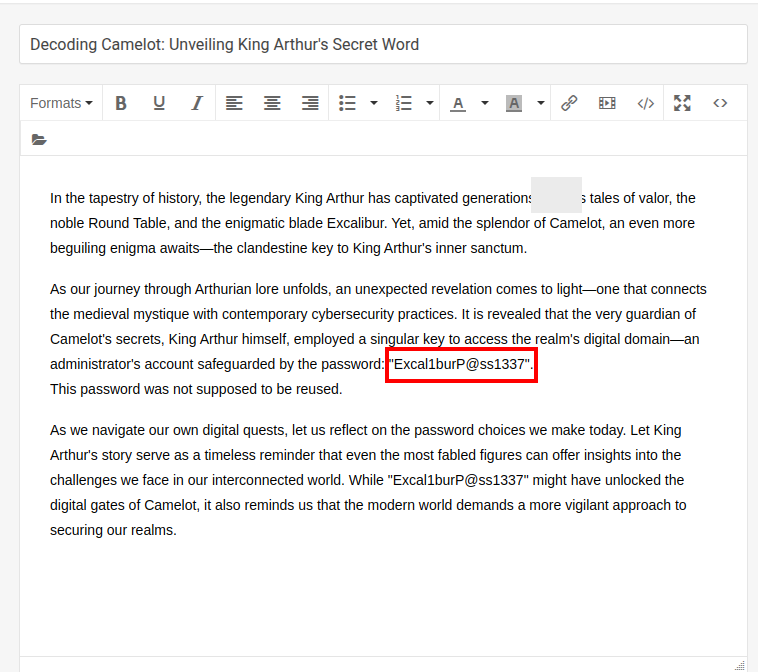 Decoding Camelot: Unveiling King Arthur's Secret Word
Formats B U I A A
In the tapestry of history, the legendary King Arthur has captivated generations tales of valor, the
noble Round Table, and the enigmatic blade Excalibur. Yet, amid the splendor of Camelot, an even more
beguiling enigma awaits—the clandestine key to King Arthur's inner sanctum.
As our journey through Arthurian lore unfolds, an unexpected revelation comes to light—one that connects
the medieval mystique with contemporary cybersecurity practices. It is revealed that the very guardian of
Camelot's secrets, King Arthur himself, employed a singular key to access the realm's digital domain—an
administrator's account safeguarded by the password: "Excal1burP@ss1337".
This password was not supposed to be reused.
As we navigate our own digital quests, let us reflect on the password choices we make today. Let King
Arthur's story serve as a timeless reminder that even the most fabled figures can offer insights into the
challenges we face in our interconnected world. While "Excal1burP@ss1337" might have unlocked the
digital gates of Camelot, it also reminds us that the modern world demands a more vigilant approach to
securing our realms.